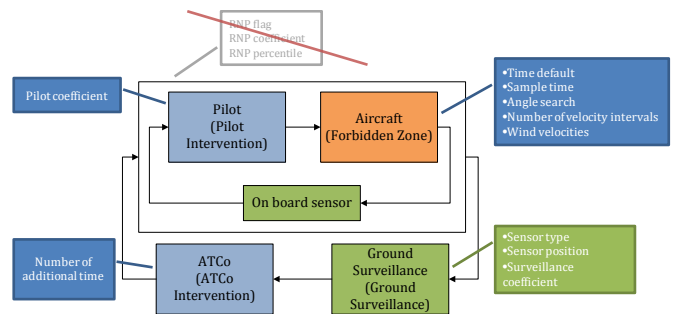 RNP flag
RNP coefficient
RNP percentile
Pilot coefficient
Pilot
(Pilot
Intervention)
Aircraft
(Forbidden Zone)
•Time default
•Sample time
•Angle search
•Number of velocity intervals
•Wind velocities
On board sensor
Number of
additional time
ATCo
(ATCo
Intervention)
Ground
Surveillance
(Ground
Surveillance)
•Sensor type
•Sensor position
•Surveillance
coefficient